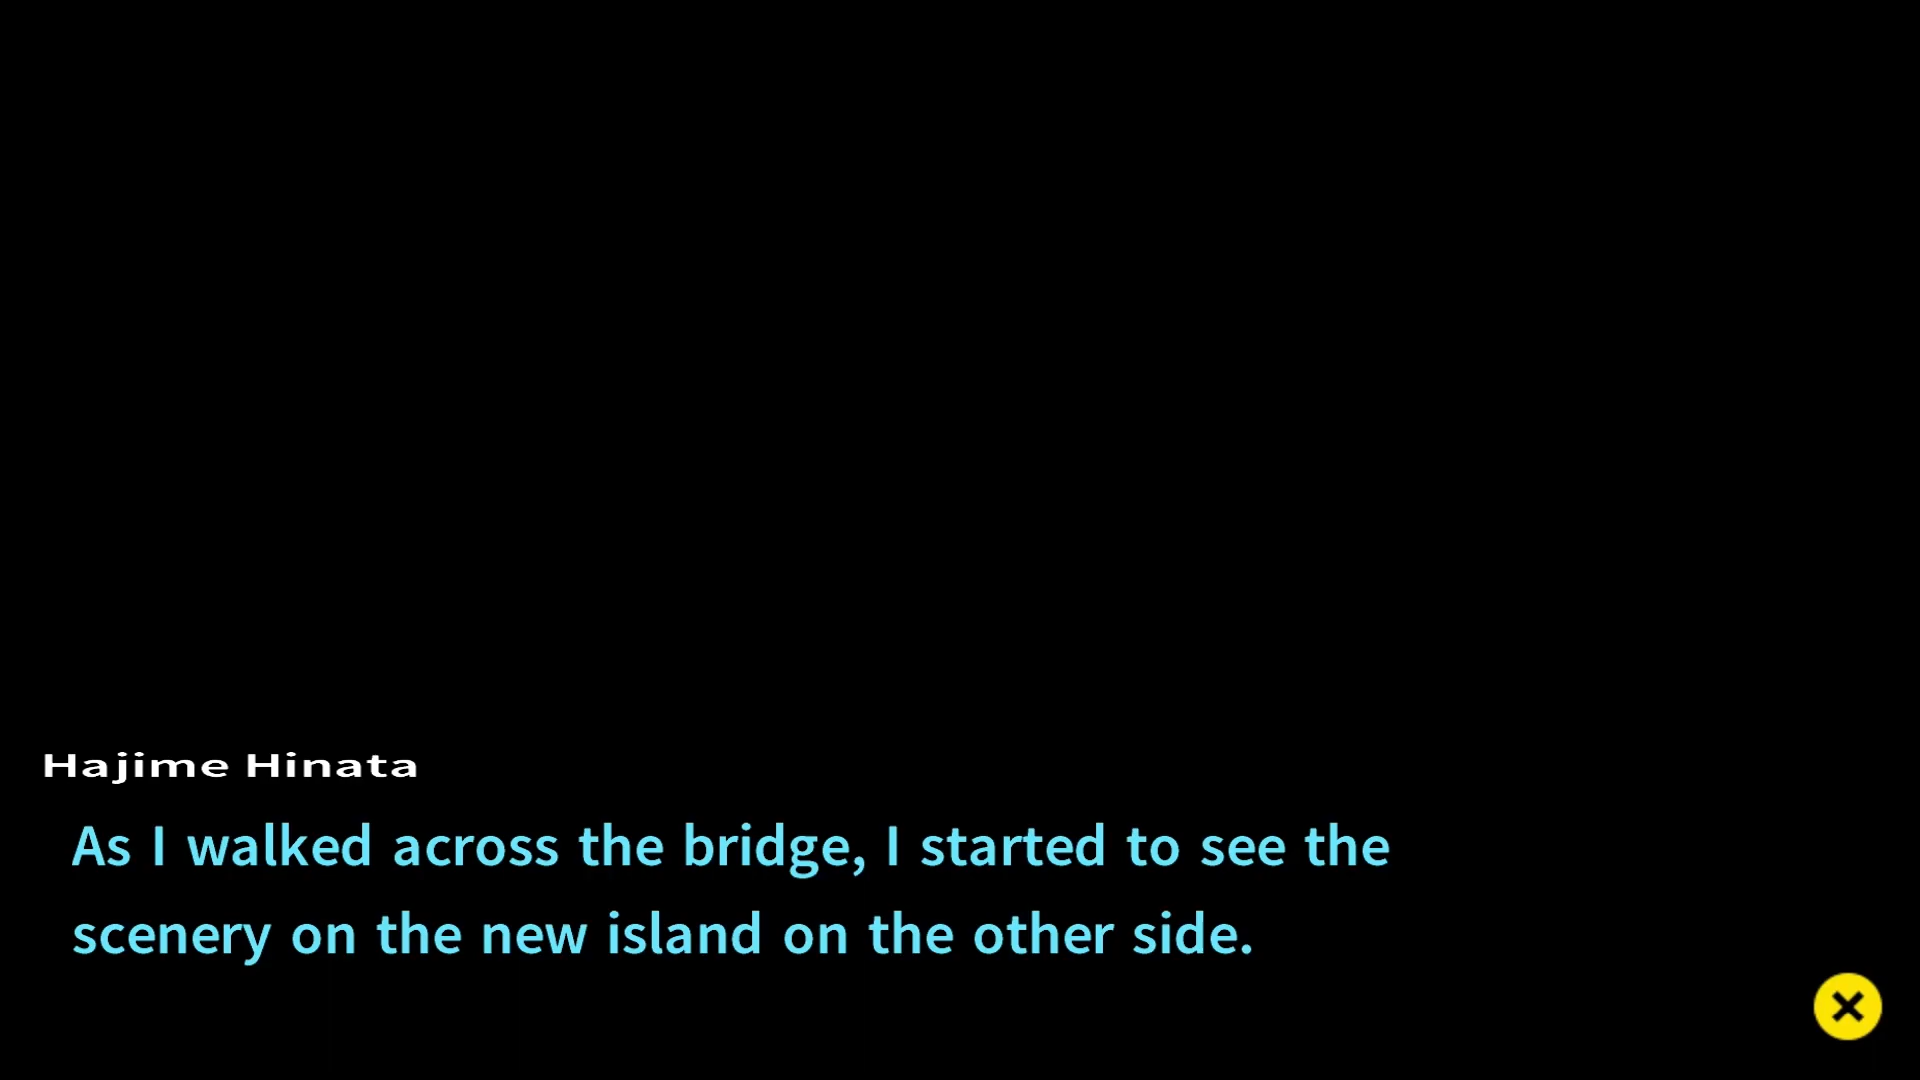 Hajime Hinata
As I walked across the bridge, I started to see the
scenery on the new island on the other side.